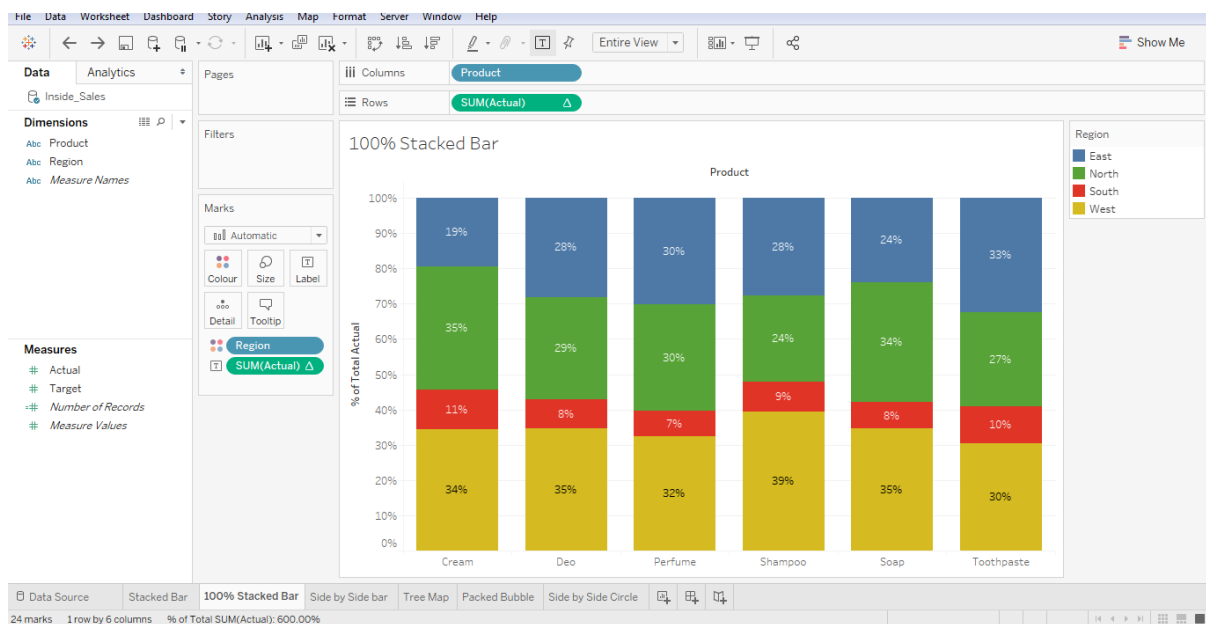 File Data Worksheet Dashboard Story Analysis Map Format Server Window Help
Entire View
Show Me
Data Analytics
Inside_Sales
Dimensions
Abc Product
Abc Region
Abc Measure Names
Measures
# Actual
# Target
=# Number of Records
# Measure Values
Pages
Filters
Marks
Automatic
Colour Size Label
Detail Tooltip
Region
SUM(Actual) Δ
iii Columns Product
Rows SUM(Actual) Δ
100% Stacked Bar
Product
% of Total Actual
100%
90%
80%
70%
60%
50%
40%
30%
20%
10%
0%
19% 28% 30% 28% 24% 33%
35% 29% 30% 24% 34% 27%
11% 8% 7% 9% 8% 10%
34% 35% 32% 39% 35% 30%
Cream Deo Perfume Shampoo Soap Toothpaste
Region
East
North
South
West
Data Source Stacked Bar 100% Stacked Bar Side by Side bar Tree Map Packed Bubble Side by Side Circle
24 marks 1 row by 6 columns % of Total SUM(Actual): 600.00%